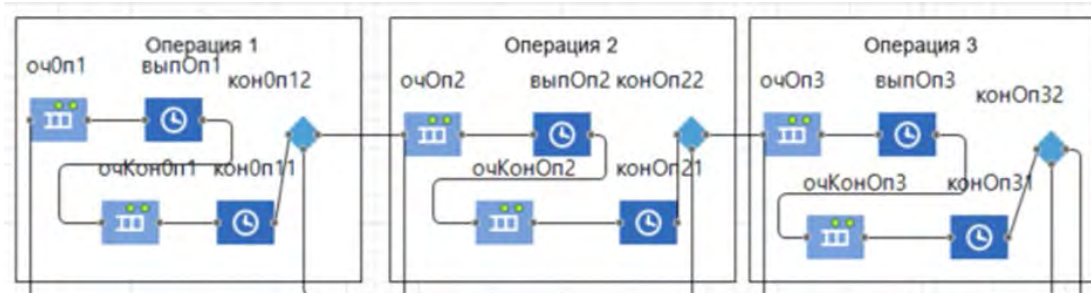 Операция 1
оч0п1
выпОп1
кон0п12
очКон0п1
кон0п11
Операция 2
очОп2
выпОп2
конОп22
очКонОп2
конОп21
Операция 3
очОп3
выпОп3
конОп32
очКонОп3
конОп31